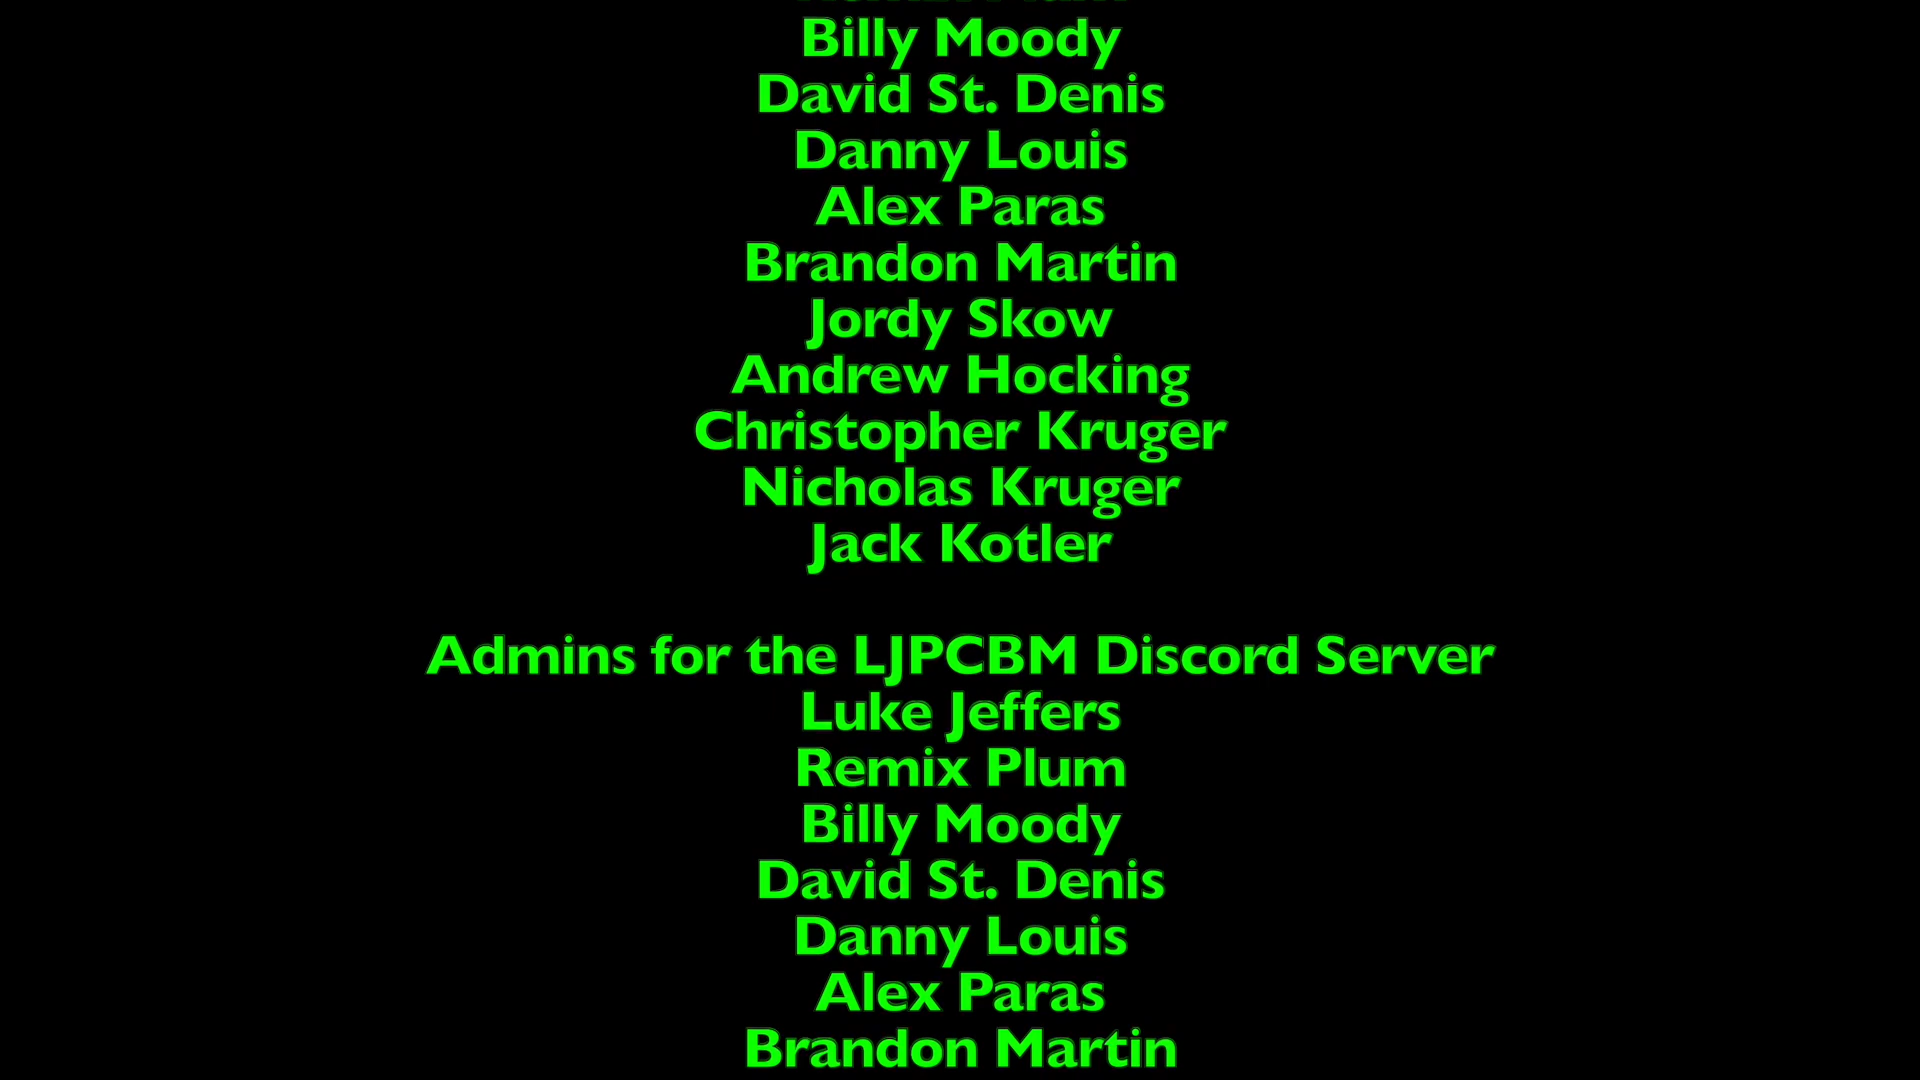 Billy Moody
David St. Denis
Danny Louis
Alex Paras
Brandon Martin
Jordy Skow
Andrew Hocking
Christopher Kruger
Nicholas Kruger
Jack Kotler
Admins for the LJPCBM Discord Server
Luke Jeffers
Remix Plum
Billy Moody
David St. Denis
Danny Louis
Alex Paras
Brandon Martin